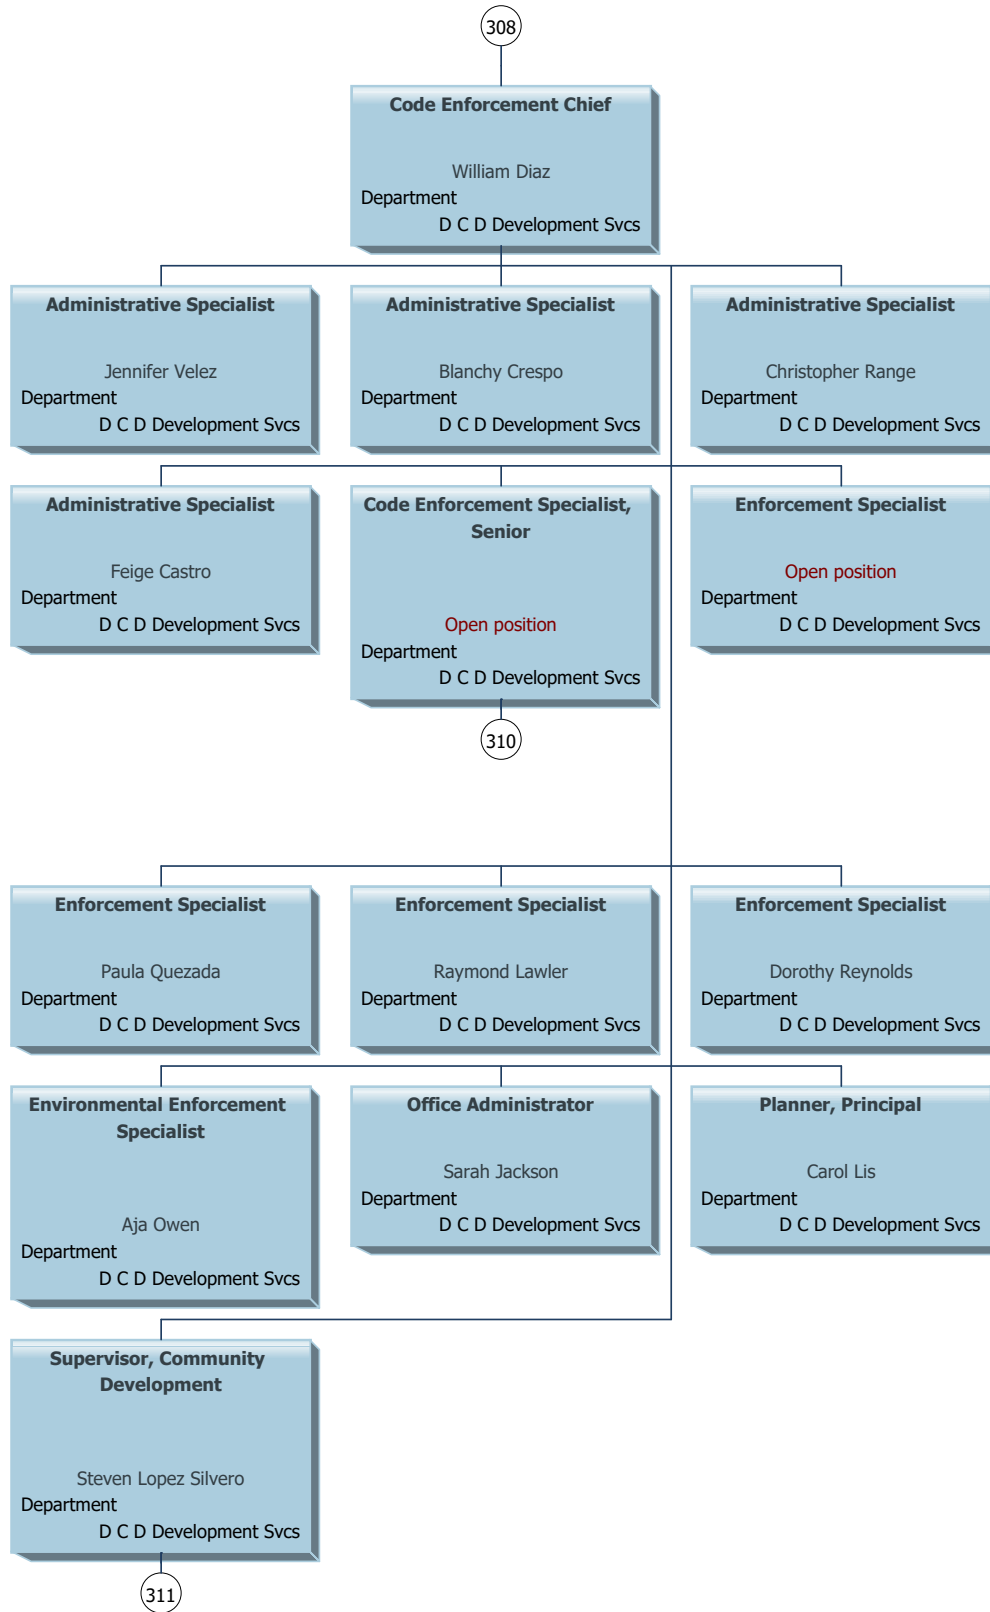 308
Code Enforcement Chief
William Diaz
Department
D C D Development Svcs
Administrative Specialist
Jennifer Velez
Department
D C D Development Svcs
Administrative Specialist
Blanchy Crespo
Department
D C D Development Svcs
Administrative Specialist
Christopher Range
Department
D C D Development Svcs
Administrative Specialist
Feige Castro
Department
D C D Development Svcs
Code Enforcement Specialist,
Senior
Open position
Department
D C D Development Svcs
310
Enforcement Specialist
Open position
Department
D C D Development Svcs
Enforcement Specialist
Paula Quezada
Department
D C D Development Svcs
Enforcement Specialist
Raymond Lawler
Department
D C D Development Svcs
Enforcement Specialist
Dorothy Reynolds
Department
D C D Development Svcs
Environmental Enforcement
Specialist
Aja Owen
Department
D C D Development Svcs
Office Administrator
Sarah Jackson
Department
D C D Development Svcs
Planner, Principal
Carol Lis
Department
D C D Development Svcs
Supervisor, Community
Development
Steven Lopez Silvero
Department
D C D Development Svcs
311